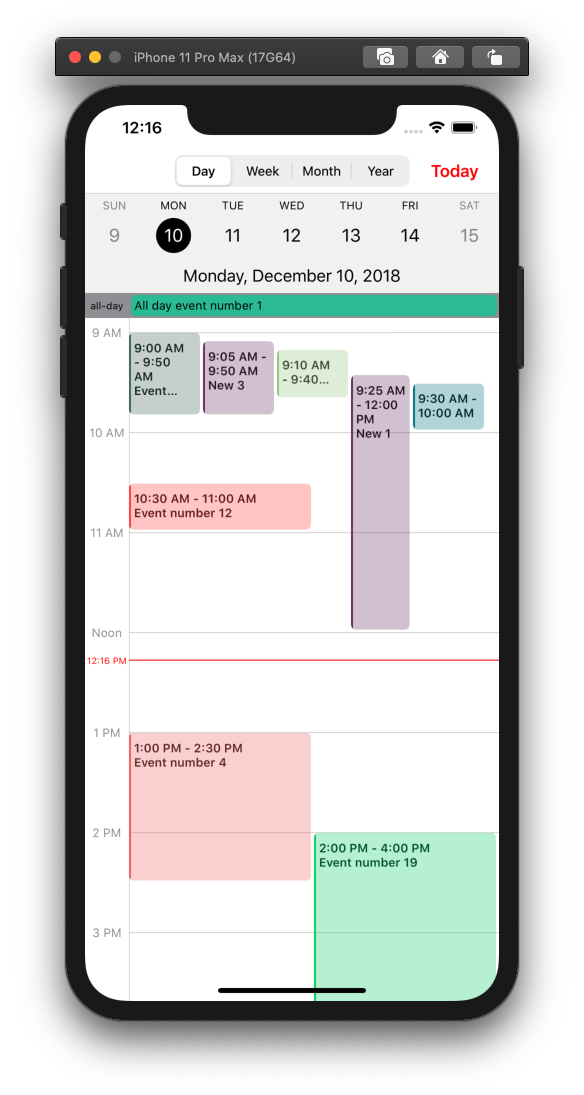 iPhone 11 Pro Max (17G64)
12:16
Day Week Month Year Today
SUN MON TUE WED THU FRI SAT
9 10 11 12 13 14 15
Monday, December 10, 2018
all-day All day event number 1
9 AM
9:00 AM
- 9:50
AM
Event...
9:05 AM -
9:50 AM
New 3
9:10 AM
- 9:40...
9:25 AM
- 12:00
PM
New 1
9:30 AM -
10:00 AM
10 AM
10:30 AM - 11:00 AM
Event number 12
11 AM
Noon
12:16 PM
1 PM
1:00 PM - 2:30 PM
Event number 4
2 PM
2:00 PM - 4:00 PM
Event number 19
3 PM